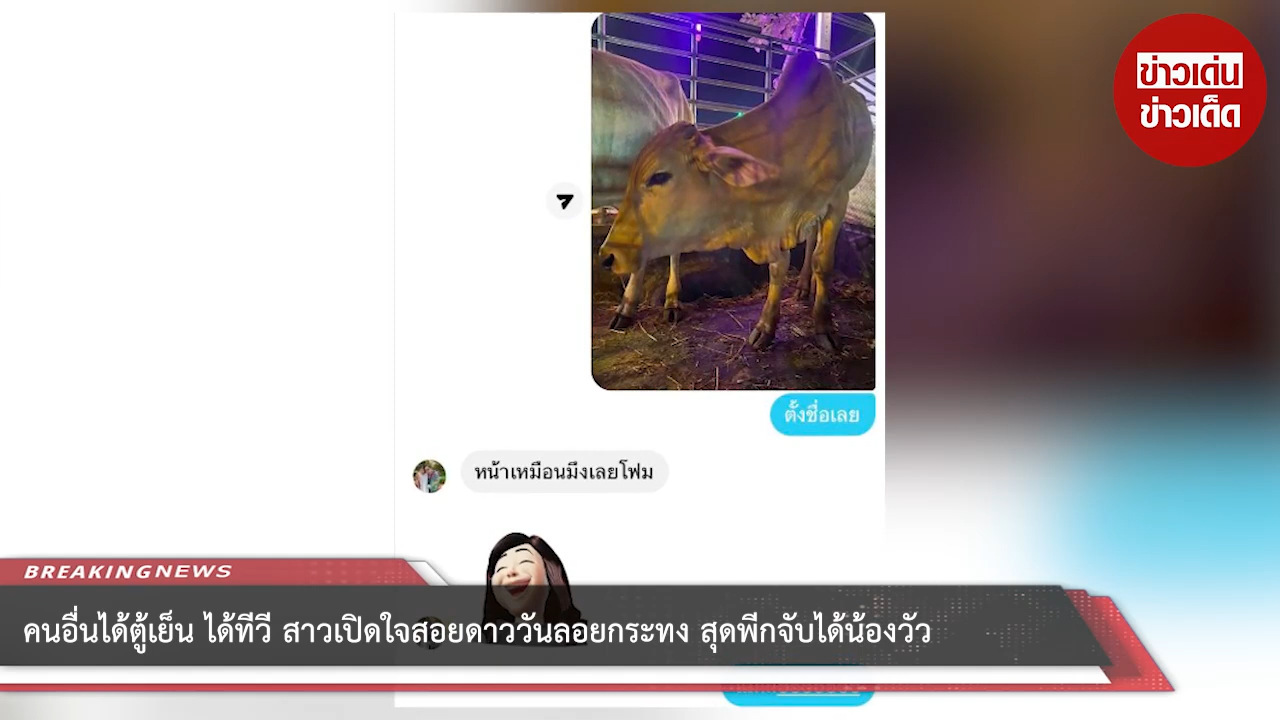 ข่าวเด่น
ข่าวเด็ด
ตั้งชื่อเลย
หน้าเหมือนมึงเลยโฟม
BREAKING NEWS
คนอื่นได้ตู้เย็น ได้ทีวี สาวเปิดใจสอยดาววันลอยกระทง สุดพีกจับได้น้องวัว